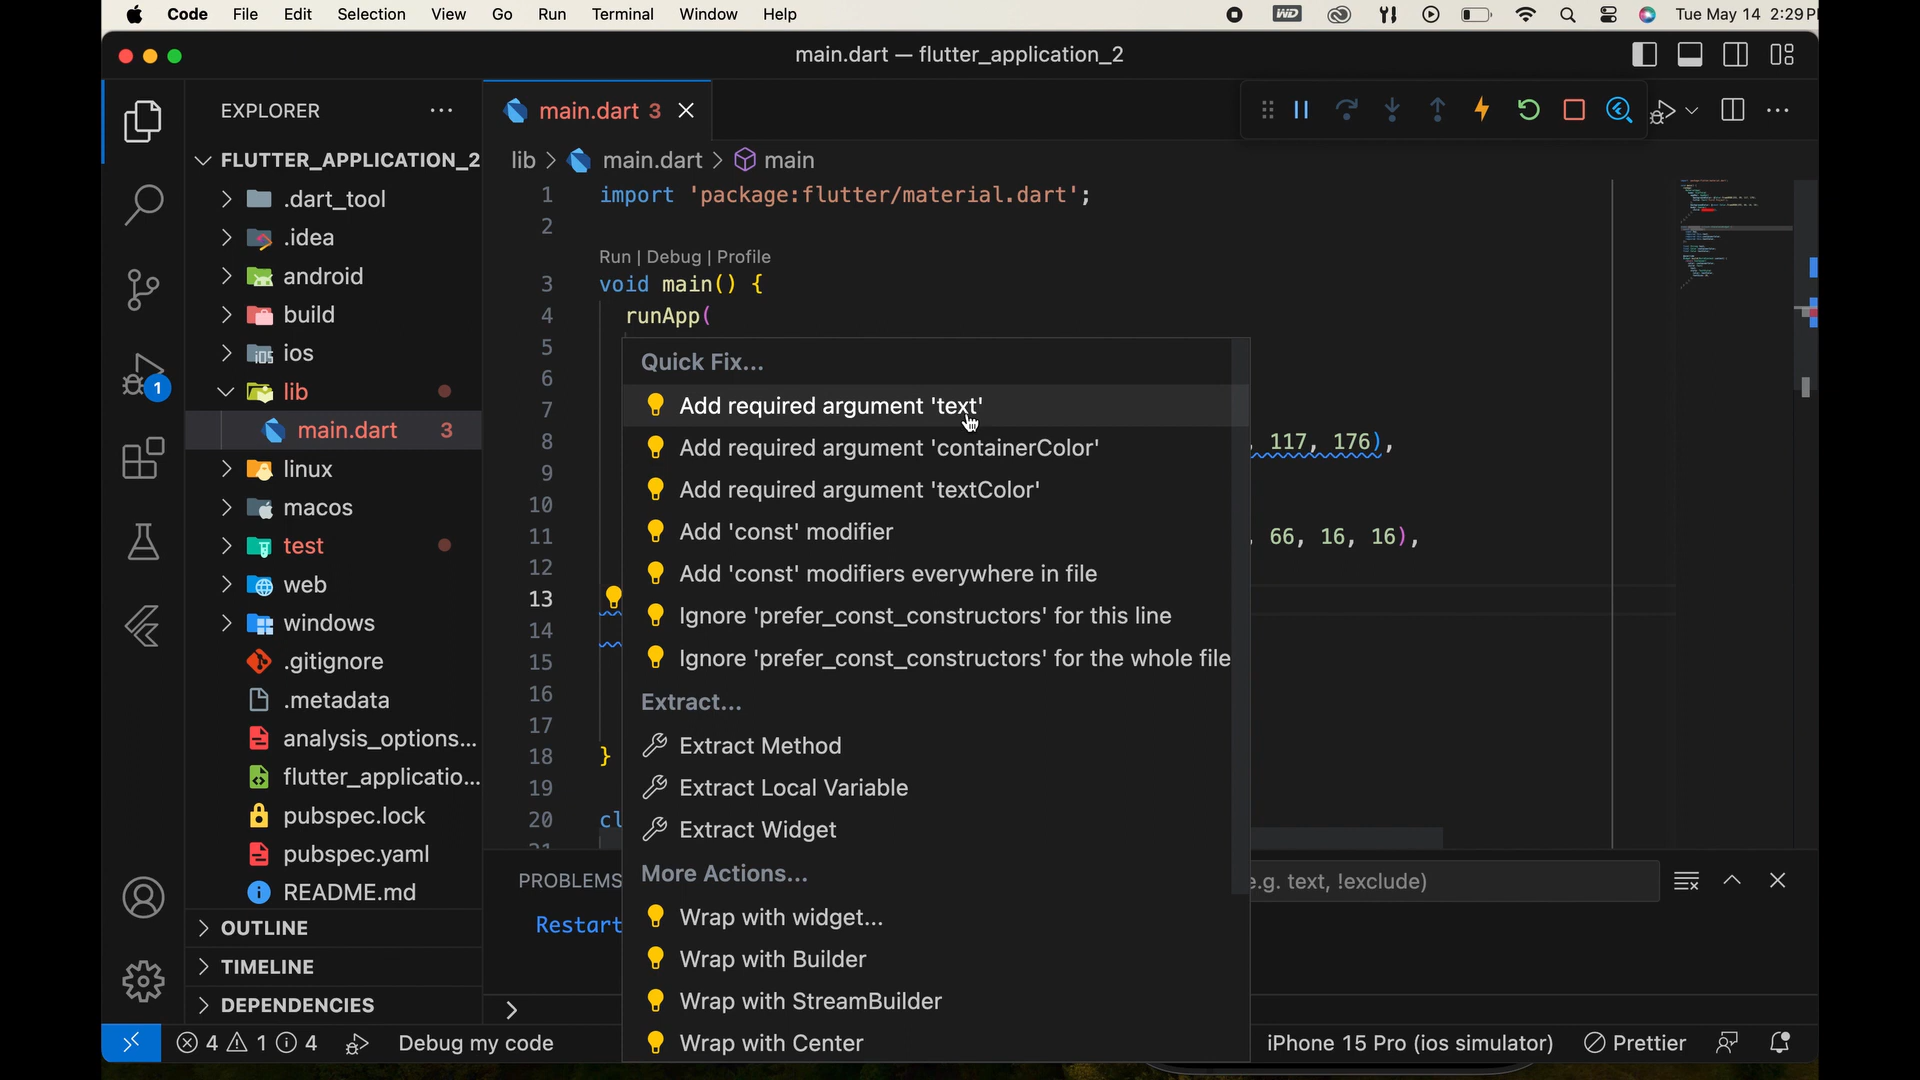 Code File Edit Selection View Go Run Terminal Window Help
WD
Tue May 14 2:29
main.dart — flutter_application_2
EXPLORER
FLUTTER_APPLICATION_2
.dart_tool
.idea
android
build
ios
lib
main.dart 3
linux
macos
test
web
windows
.gitignore
.metadata
analysis_options...
flutter_applicatio...
pubspec.lock
pubspec.yaml
README.md
OUTLINE
TIMELINE
DEPENDENCIES
1
main.dart 3
lib > main.dart > main
1 import 'package:flutter/material.dart';
2
Run | Debug | Profile
3 void main() {
4 runApp(
5
6
7
8 , 117, 176),
9
10
11 , 66, 16, 16),
12
13
14
15
16
17
18 }
19
20 cl
21
Quick Fix...
Add required argument 'text'
Add required argument 'containerColor'
Add required argument 'textColor'
Add 'const' modifier
Add 'const' modifiers everywhere in file
Ignore 'prefer_const_constructors' for this line
Ignore 'prefer_const_constructors' for the whole file
Extract...
Extract Method
Extract Local Variable
Extract Widget
More Actions...
Wrap with widget...
Wrap with Builder
Wrap with StreamBuilder
Wrap with Center
PROBLEMS
e.g. text, !exclude)
Restart
4 1 4 Debug my code
iPhone 15 Pro (ios simulator) Prettier